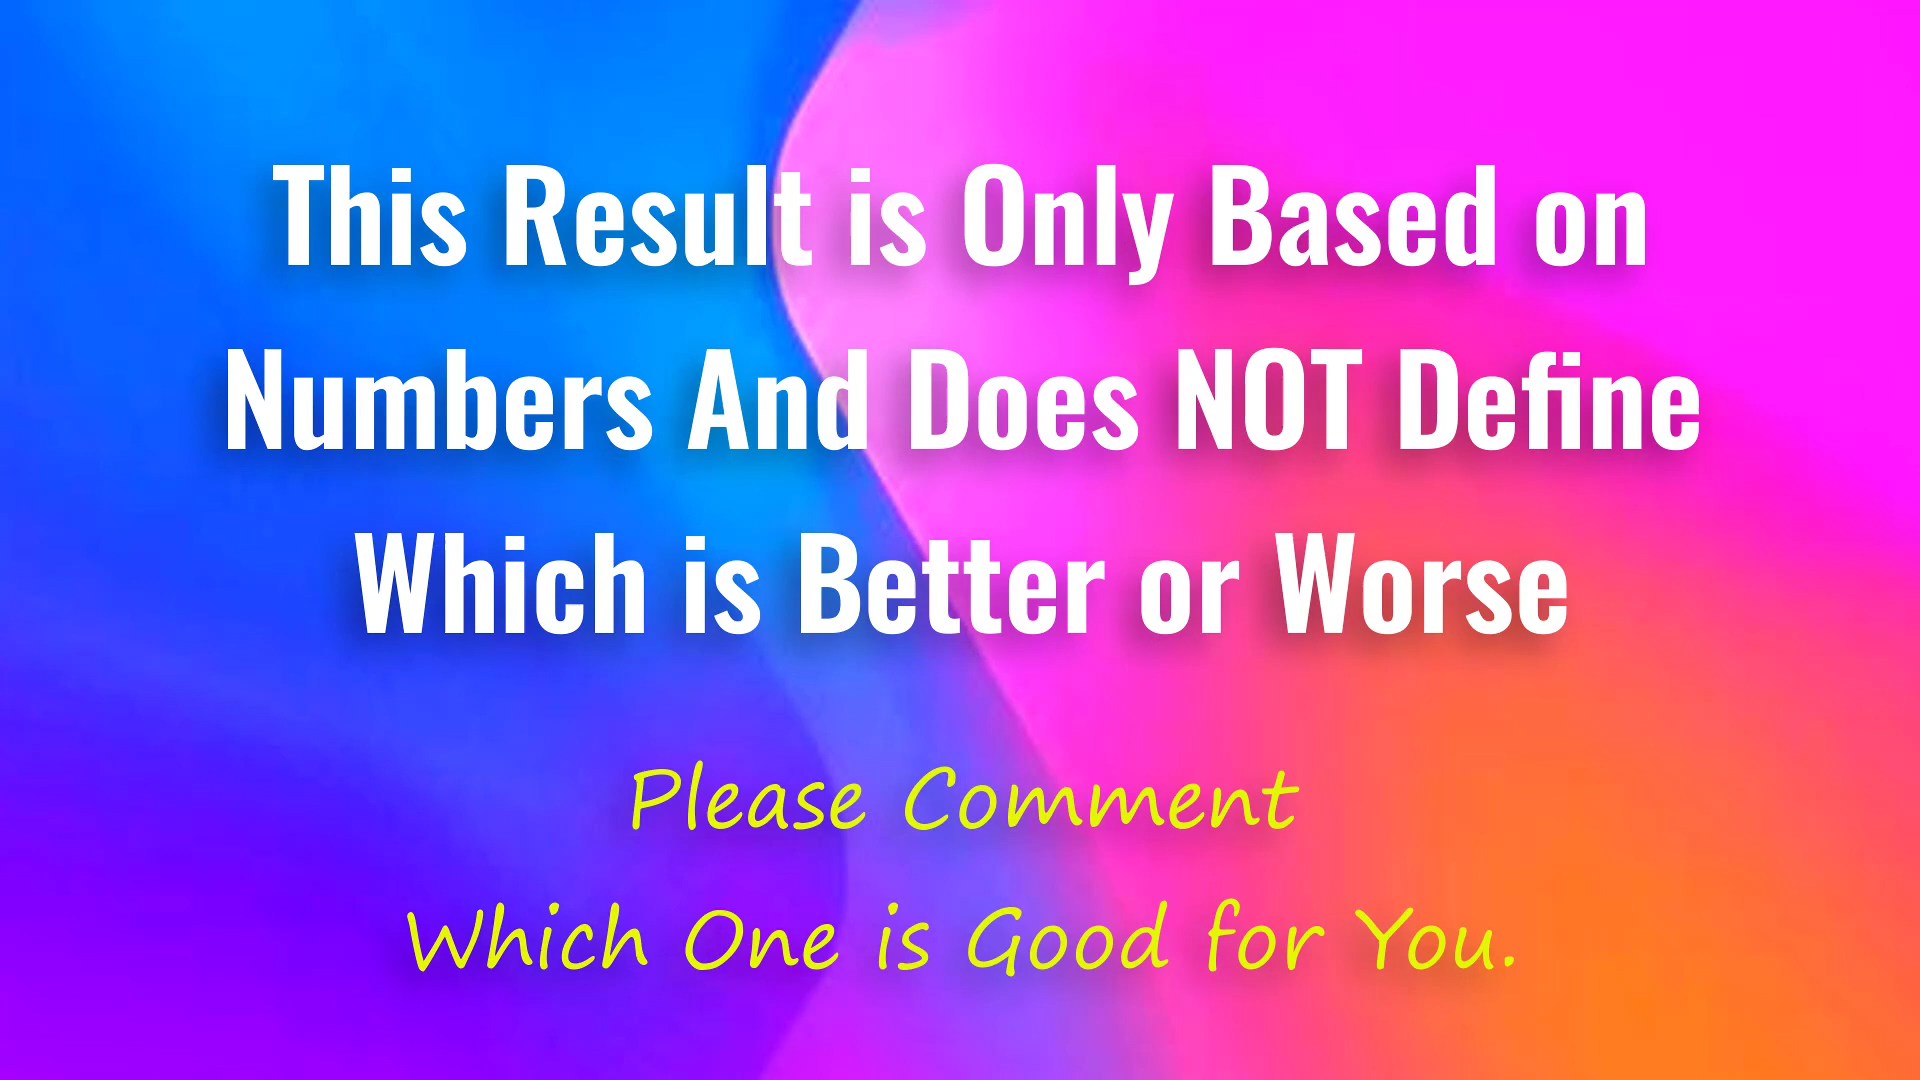 This Result is Only Based on
Numbers And Does NOT Define
Which is Better or Worse
Please Comment
Which One is Good for You.